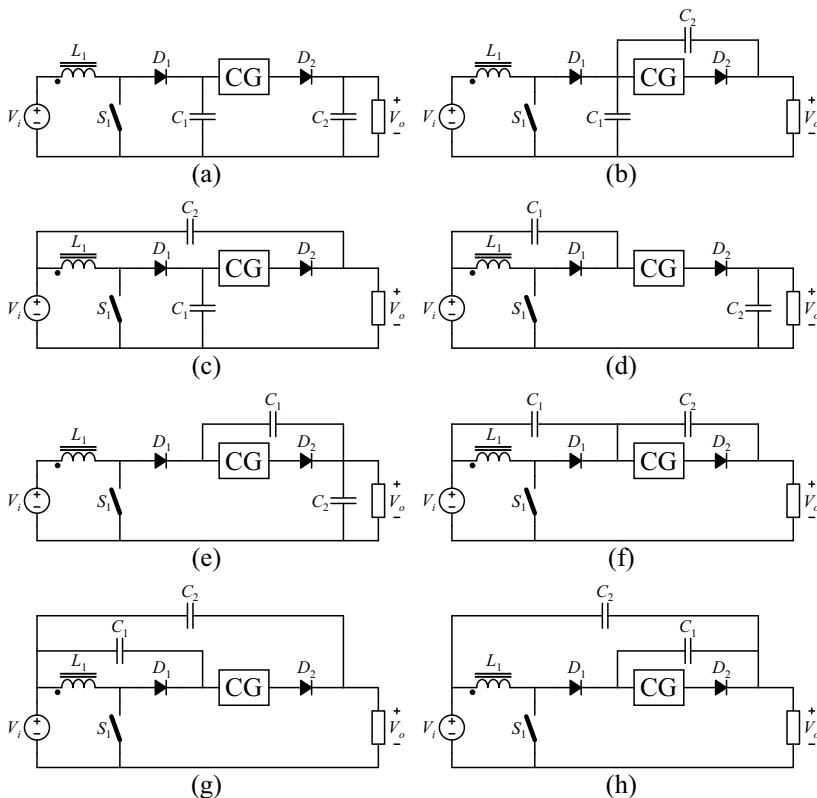 L1 D1 CG D2
Vi S1 C1 C2 + Vo −
(a)
C2
L1 D1 CG D2
Vi S1 C1 + Vo −
(b)
C2
L1 D1 CG D2
Vi S1 C1 + Vo −
(c)
C1
L1 D1 CG D2
Vi S1 C2 + Vo −
(d)
C1
L1 D1 CG D2
Vi S1 C2 + Vo −
(e)
C1 C2
L1 D1 CG D2
Vi S1 + Vo −
(f)
C2
C1
L1 D1 CG D2
Vi S1 + Vo −
(g)
C2
C1
L1 D1 CG D2
Vi S1 + Vo −
(h)